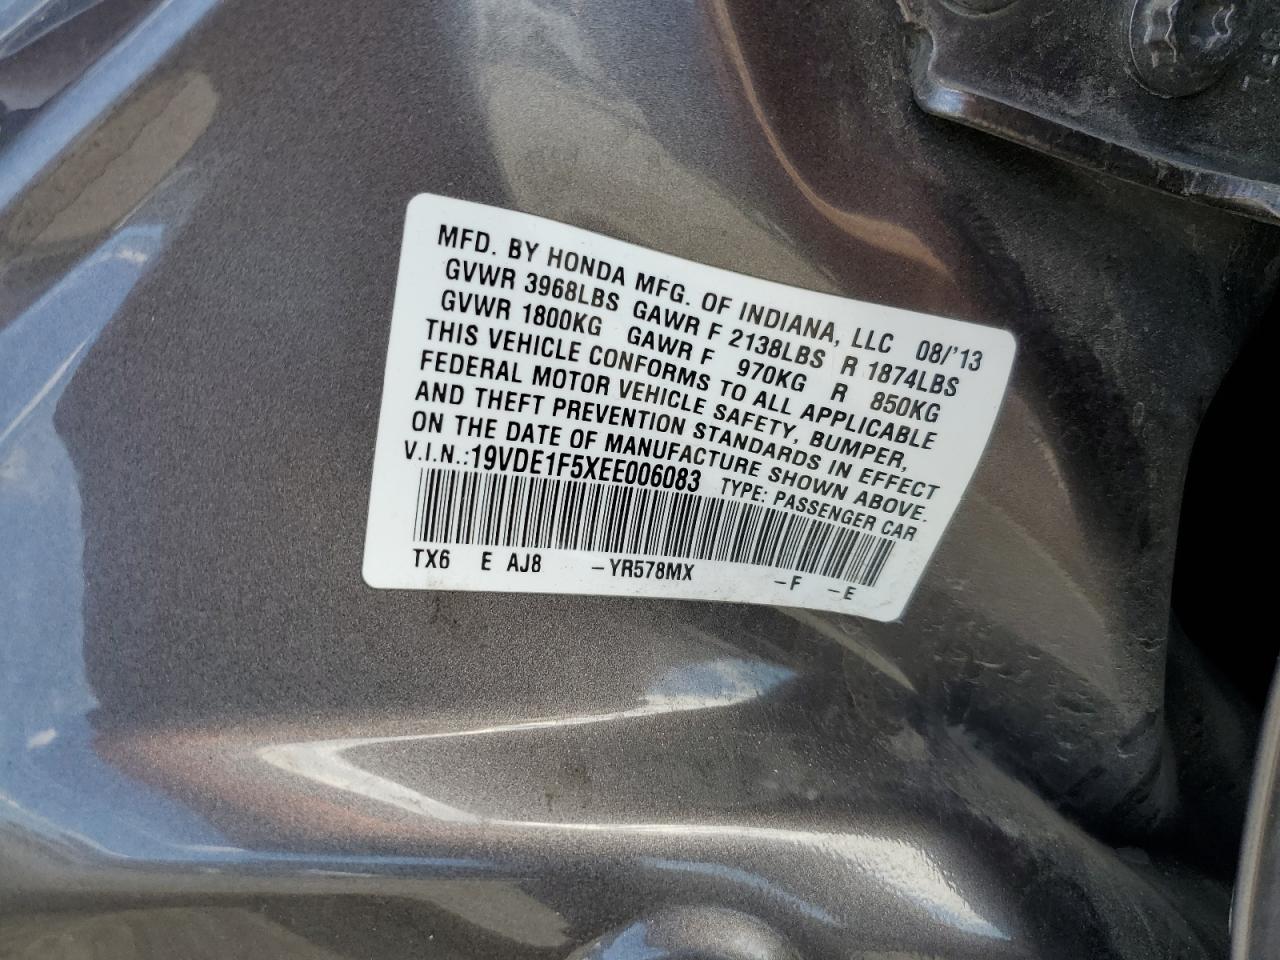 MFD. BY HONDA MFG. OF INDIANA, LLC 08/'13
GVWR 3968LBS GAWR F 2138LBS R 1874LBS
GVWR 1800KG GAWR F 970KG R 850KG
THIS VEHICLE CONFORMS TO ALL APPLICABLE
FEDERAL MOTOR VEHICLE SAFETY, BUMPER,
AND THEFT PREVENTION STANDARDS IN EFFECT
ON THE DATE OF MANUFACTURE SHOWN ABOVE.
V.I.N.:19VDE1F5XEE006083 TYPE: PASSENGER CAR
TX6 E AJ8 -YR578MX -F -E